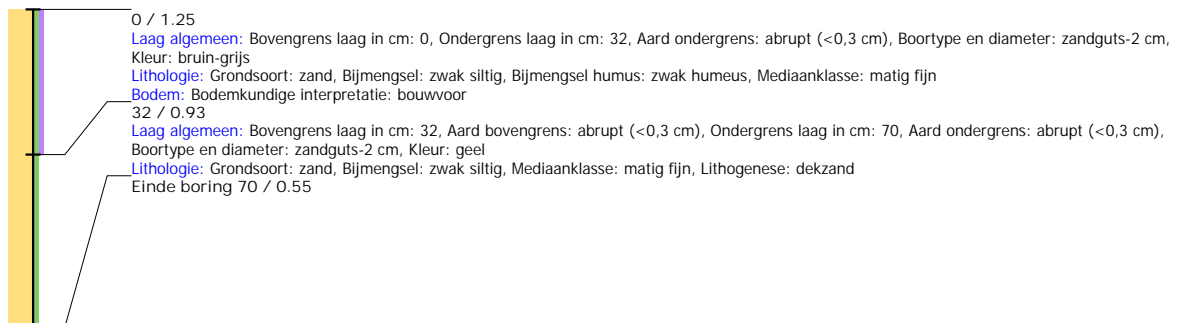 0 / 1.25
Laag algemeen: Bovengrens laag in cm: 0, Ondergrens laag in cm: 32, Aard ondergrens: abrupt (<0,3 cm), Boortype en diameter: zandguts-2 cm,
Kleur: bruin-grijs
Lithologie: Grondsoort: zand, Bijmengsel: zwak siltig, Bijmengsel humus: zwak humeus, Mediaanklasse: matig fijn
Bodem: Bodemkundige interpretatie: bouwvoor
32 / 0.93
Laag algemeen: Bovengrens laag in cm: 32, Aard bovengrens: abrupt (<0,3 cm), Ondergrens laag in cm: 70, Aard ondergrens: abrupt (<0,3 cm),
Boortype en diameter: zandguts-2 cm, Kleur: geel
Lithologie: Grondsoort: zand, Bijmengsel: zwak siltig, Mediaanklasse: matig fijn, Lithogenese: dekzand
Einde boring 70 / 0.55